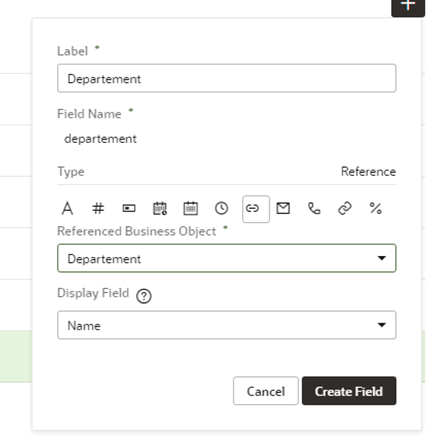 Label *
Departement
Field Name *
departement
Type Reference
A # %
Referenced Business Object *
Departement
Display Field ?
Name
Cancel Create Field